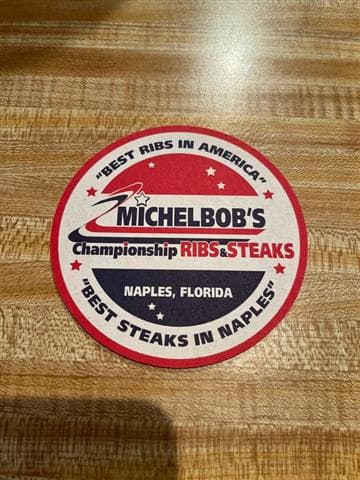 "BEST RIBS IN AMERICA"
MICHELBOB'S
Championship RIBS&STEAKS
NAPLES, FLORIDA
"BEST STEAKS IN NAPLES"